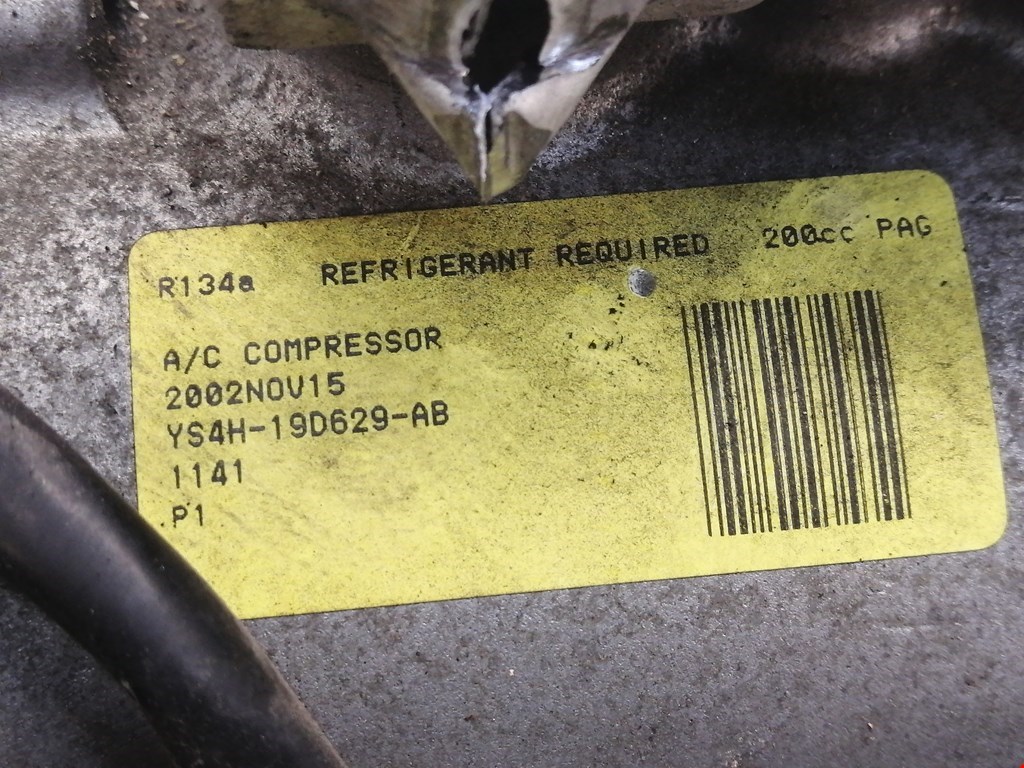 R134a REFRIGERANT REQUIRED 200cc PAG
A/C COMPRESSOR
2002NOV15
YS4H-19D629-AB
1141
P1